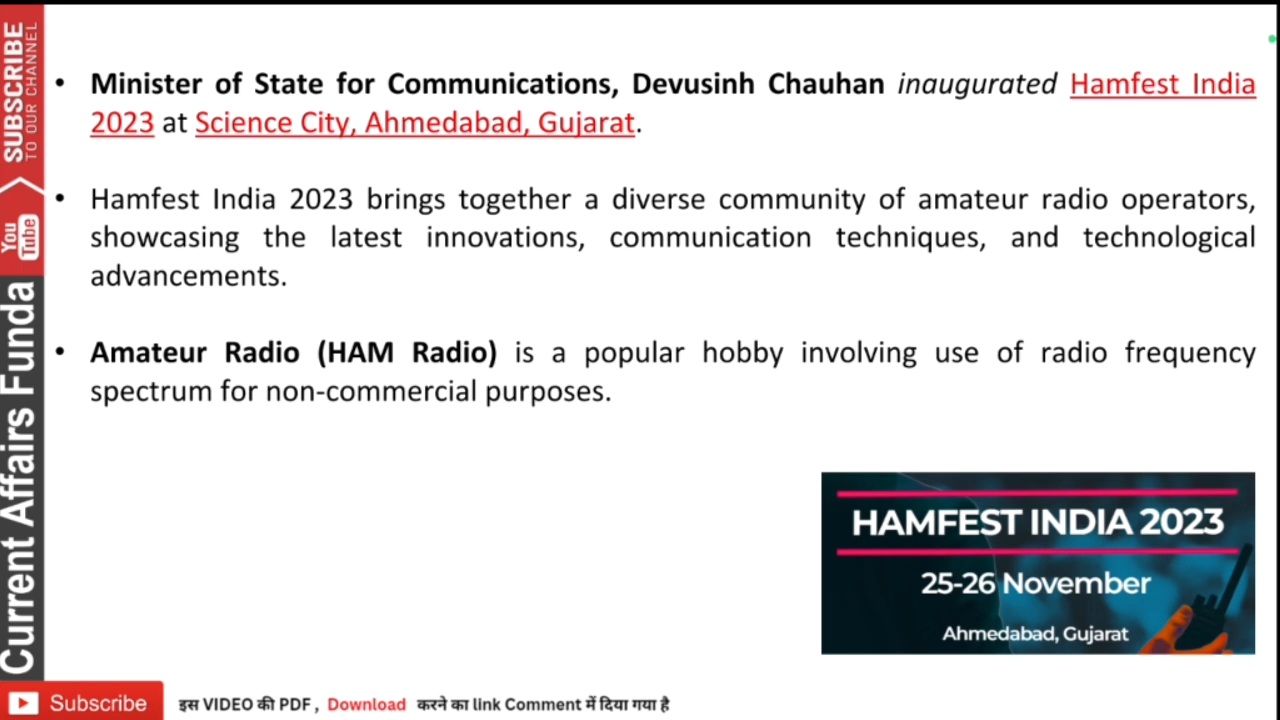 SUBSCRIBE
TO OUR CHANNEL
You
Tube
Current Affairs Funda
• Minister of State for Communications, Devusinh Chauhan inaugurated Hamfest India
2023 at Science City, Ahmedabad, Gujarat.
• Hamfest India 2023 brings together a diverse community of amateur radio operators,
showcasing the latest innovations, communication techniques, and technological
advancements.
• Amateur Radio (HAM Radio) is a popular hobby involving use of radio frequency
spectrum for non-commercial purposes.
HAMFEST INDIA 2023
25-26 November
Ahmedabad, Gujarat
Subscribe
इस VIDEO की PDF , Download करने का link Comment में दिया गया है